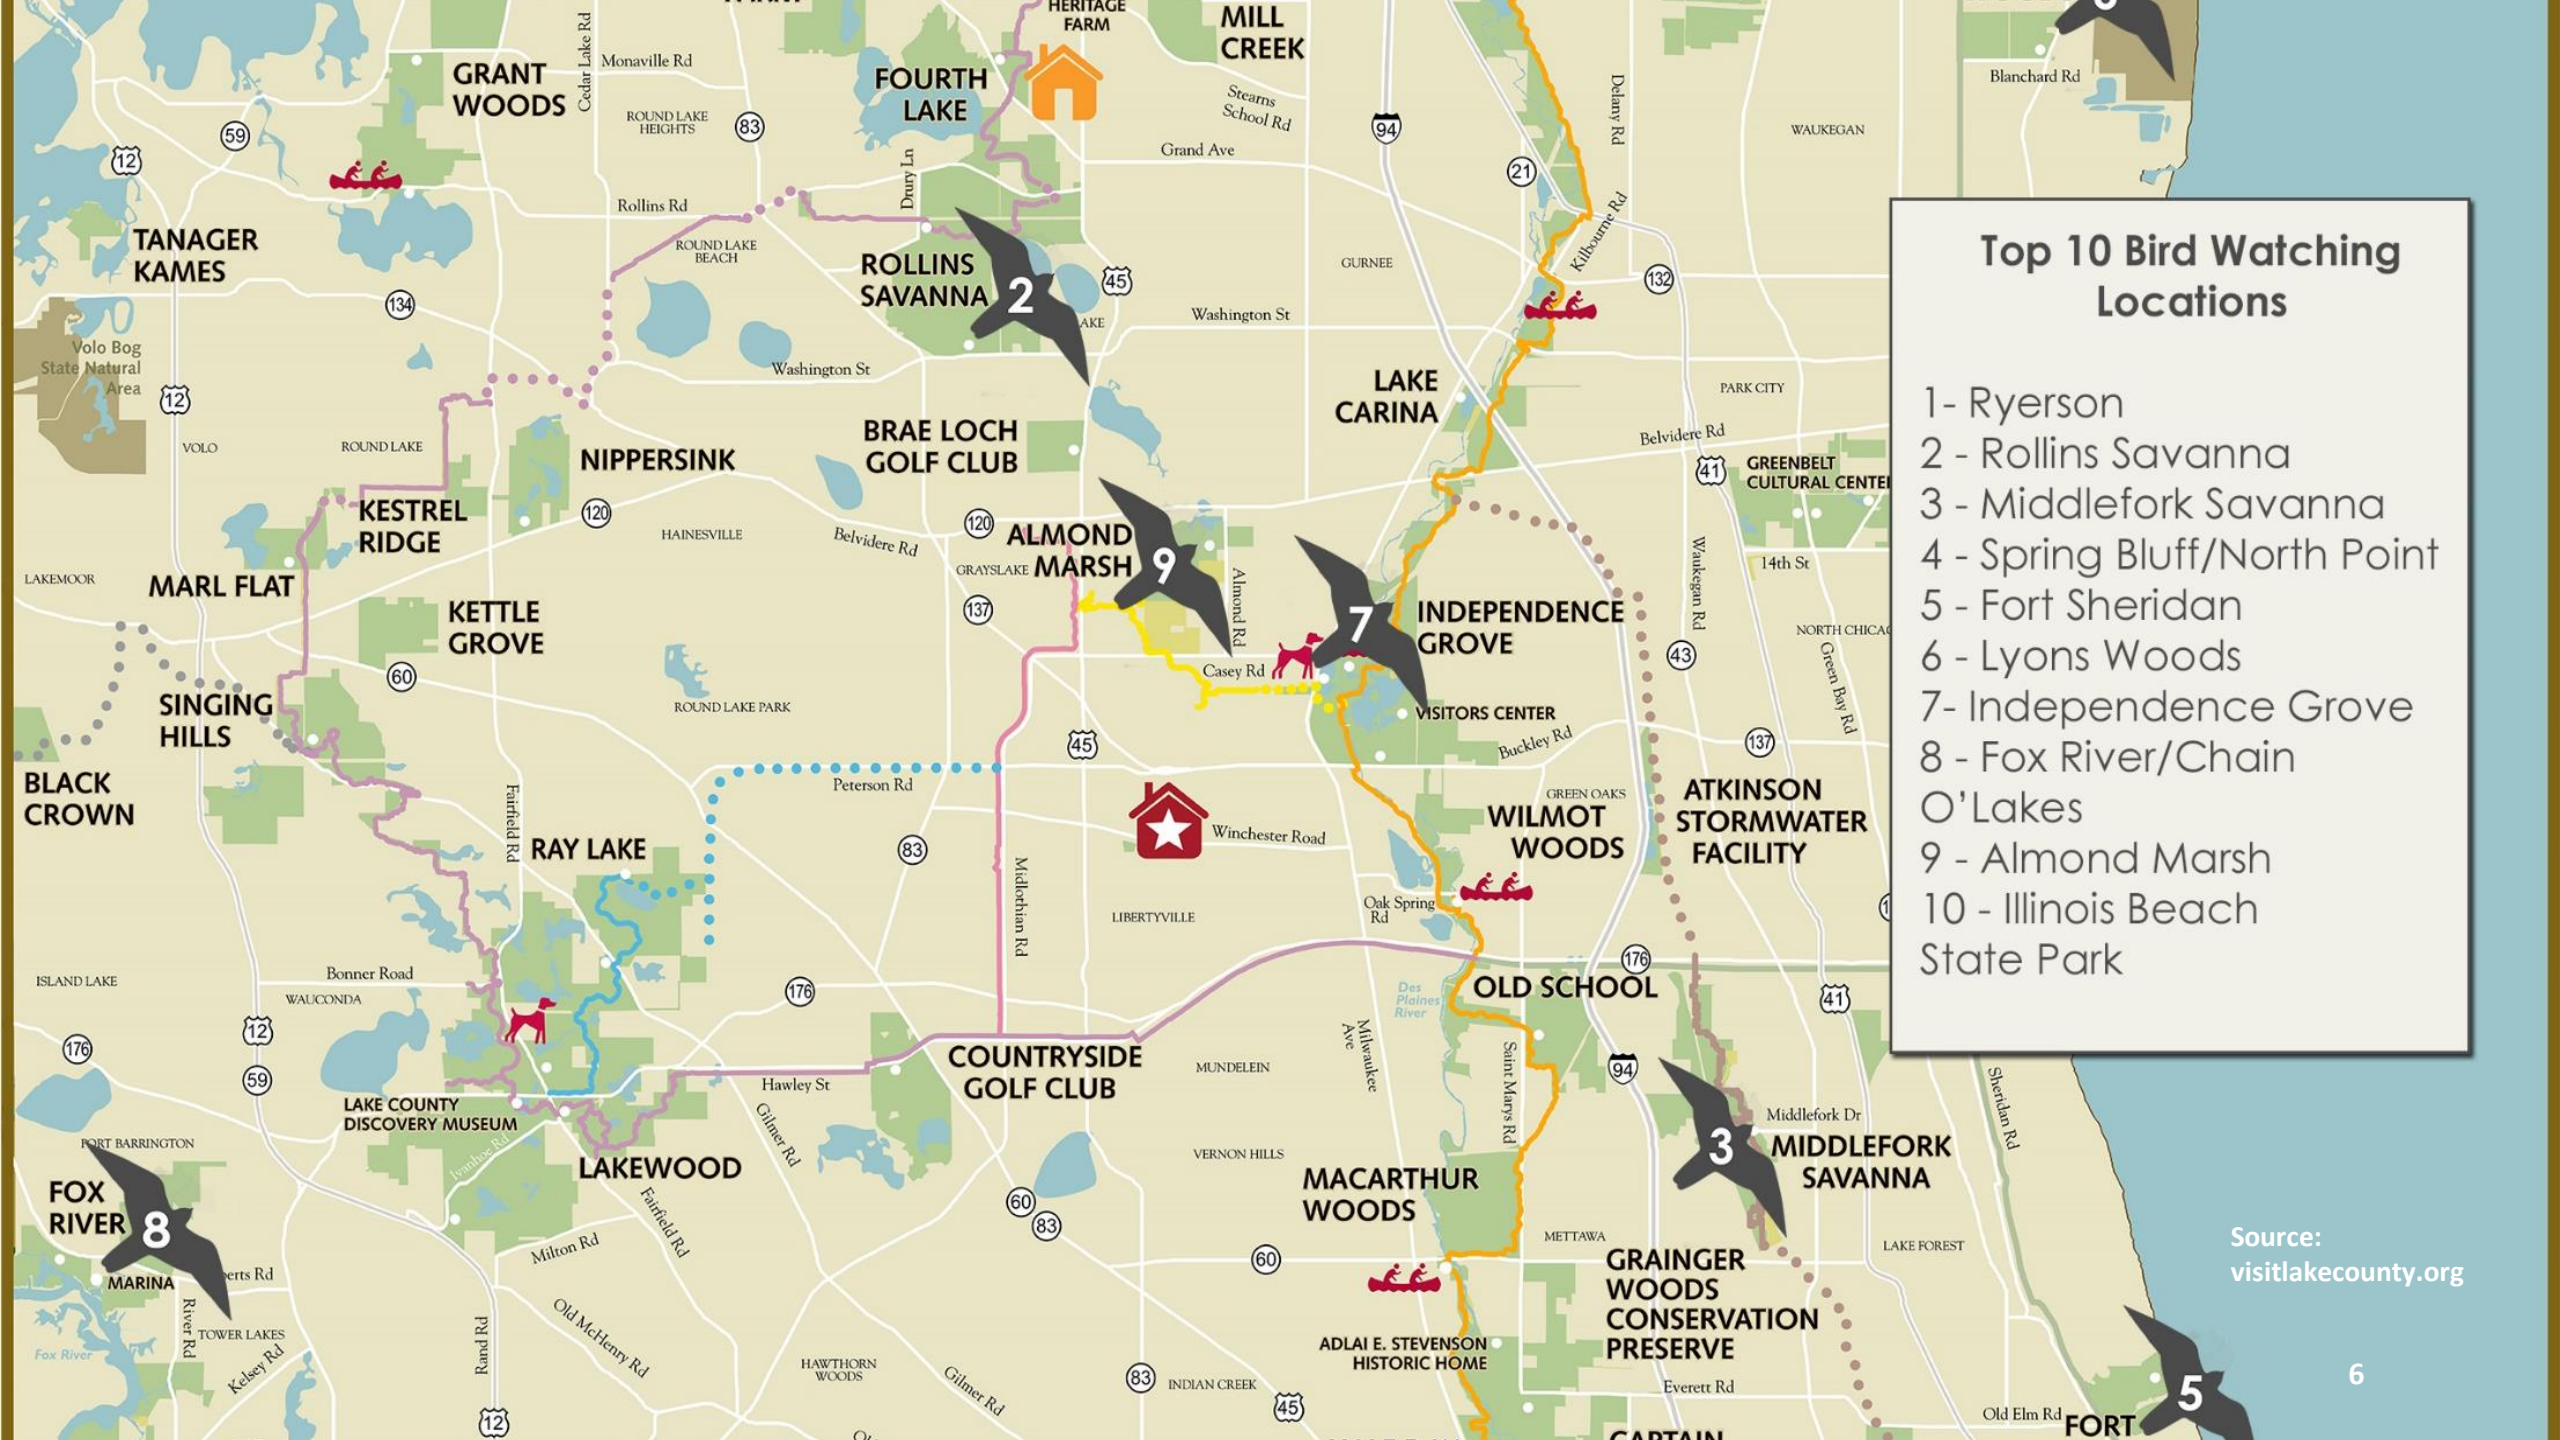 HERITAGE
FARM
MILL
CREEK
GRANT
WOODS
Cedar Lake Rd
Monaville Rd
FOURTH
LAKE
Stearns
School Rd
94
Delany Rd
Blanchard Rd
59
ROUND LAKE
HEIGHTS
83
WAUKEGAN
12
Grand Ave
21
Drury Ln
Rollins Rd
Kilbourne Rd
TANAGER
KAMES
ROUND LAKE
BEACH
ROLLINS
SAVANNA
2
45
GURNEE
132
134
AKE
Washington St
Volo Bog
State Natural
Area
Washington St
LAKE
CARINA
PARK CITY
12
VOLO
ROUND LAKE
NIPPERSINK
BRAE LOCH
GOLF CLUB
Belvidere Rd
41
GREENBELT
CULTURAL CENTE
KESTREL
RIDGE
120
HAINESVILLE
Belvidere Rd
120
ALMOND
MARSH
9
GRAYSLAKE
Waukegan Rd
14th St
LAKEMOOR
MARL FLAT
137
Almond Rd
7
INDEPENDENCE
GROVE
KETTLE
GROVE
NORTH CHICA
43
Green Bay Rd
60
Casey Rd
SINGING
HILLS
ROUND LAKE PARK
VISITORS CENTER
45
Buckley Rd
137
BLACK
CROWN
Fairfield Rd
Peterson Rd
GREEN OAKS
ATKINSON
STORMWATER
FACILITY
WILMOT
WOODS
RAY LAKE
83
Winchester Road
Midlothian Rd
Oak Spring
Rd
LIBERTYVILLE
176
ISLAND LAKE
Bonner Road
WAUCONDA
176
OLD SCHOOL
Des
Plaines
River
41
12
176
Milwaukee
Ave
COUNTRYSIDE
GOLF CLUB
MUNDELEIN
Saint Marys Rd
94
59
Hawley St
LAKE COUNTY
DISCOVERY MUSEUM
Gilmer Rd
Middlefork Dr
Sheridan Rd
PORT BARRINGTON
Ivanhoe Rd
LAKEWOOD
VERNON HILLS
3
MIDDLEFORK
SAVANNA
MACARTHUR
WOODS
FOX
RIVER
8
60
83
Fairfield Rd
Milton Rd
METTAWA
LAKE FOREST
60
GRAINGER
WOODS
CONSERVATION
PRESERVE
MARINA
erts Rd
River Rd
TOWER LAKES
Kelsey Rd
Fox River
Rand Rd
Old McHenry Rd
HAWTHORN
WOODS
Gilmer Rd
ADLAI E. STEVENSON
HISTORIC HOME
83
INDIAN CREEK
45
Everett Rd
12
Old Elm Rd
FORT
5
CAPTAIN
Top 10 Bird Watching
Locations
1- Ryerson
2 - Rollins Savanna
3 - Middlefork Savanna
4 - Spring Bluff/North Point
5 - Fort Sheridan
6 - Lyons Woods
7- Independence Grove
8 - Fox River/Chain
O'Lakes
9 - Almond Marsh
10 - Illinois Beach
State Park
Source:
visitlakecounty.org
6